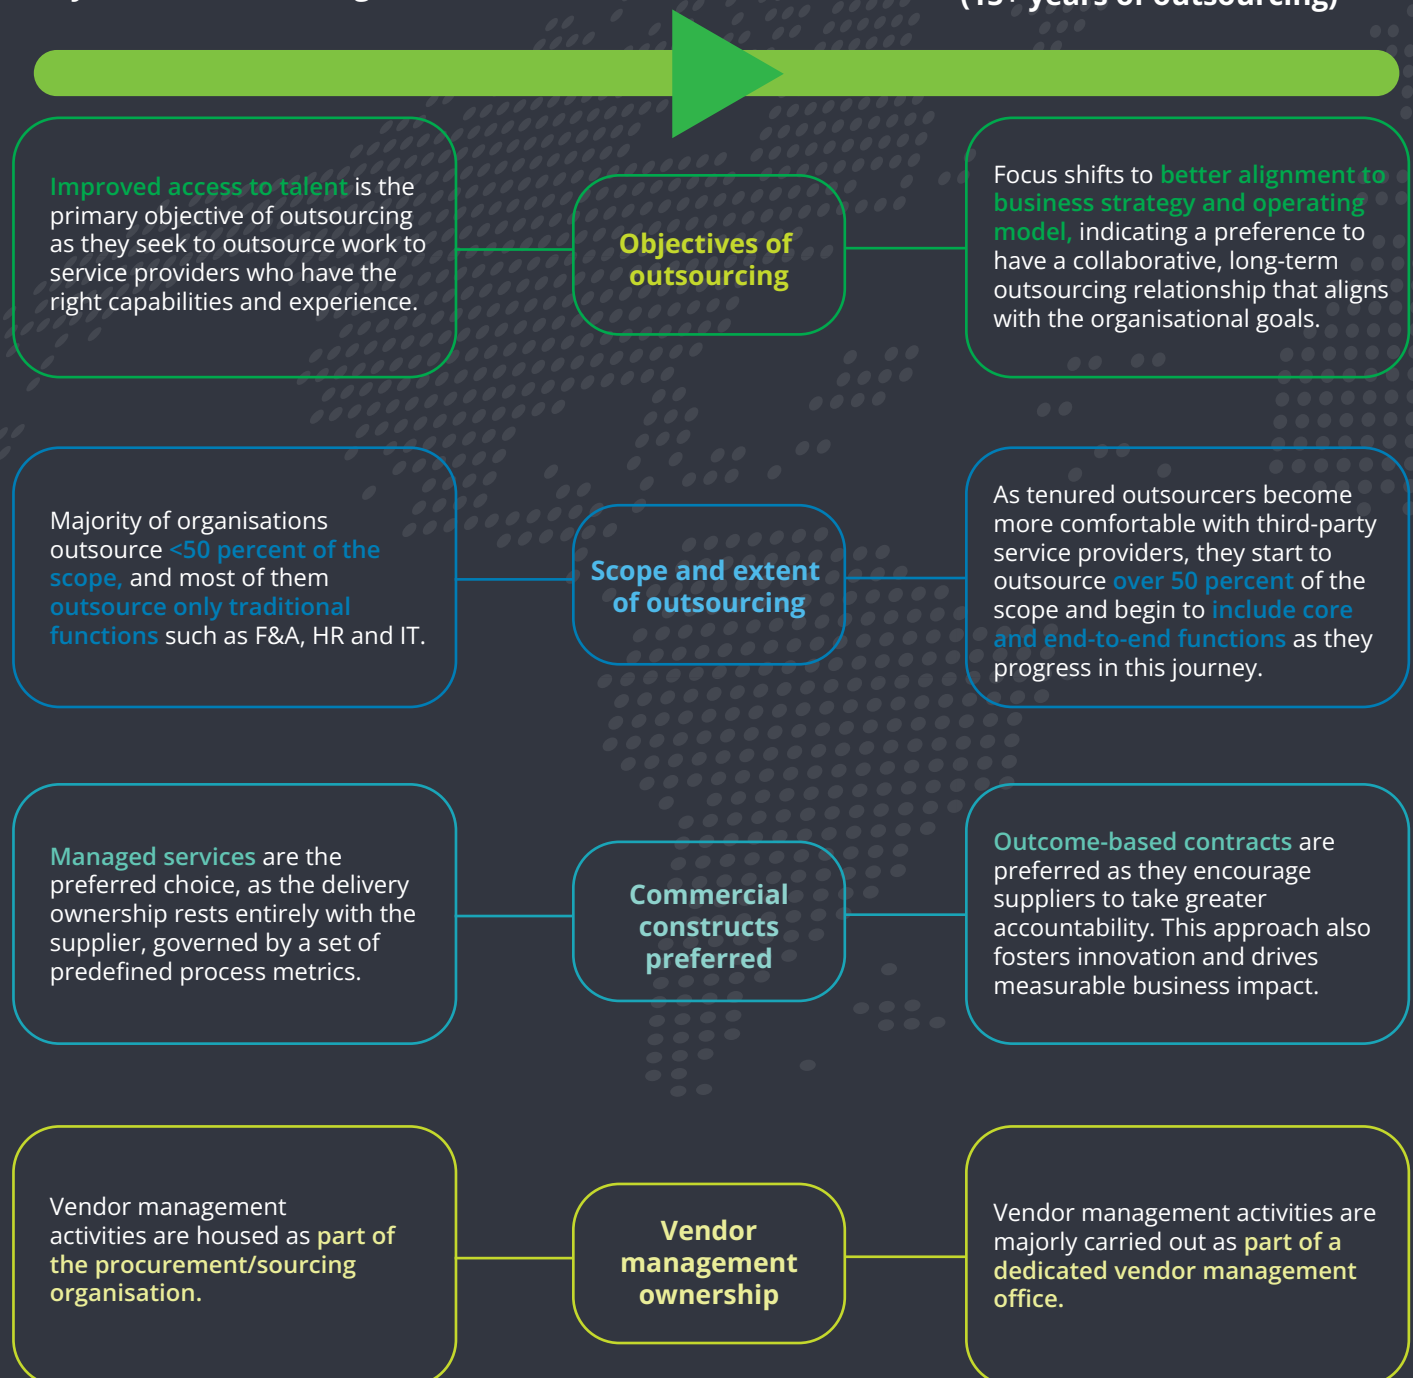 (15+ years of outsourcing)
Improved access to talent is the
primary objective of outsourcing
as they seek to outsource work to
service providers who have the
right capabilities and experience.
Objectives of
outsourcing
Focus shifts to better alignment to
business strategy and operating
model, indicating a preference to
have a collaborative, long-term
outsourcing relationship that aligns
with the organisational goals.
Majority of organisations
outsource <50 percent of the
scope, and most of them
outsource only traditional
functions such as F&A, HR and IT.
Scope and extent
of outsourcing
As tenured outsourcers become
more comfortable with third-party
service providers, they start to
outsource over 50 percent of the
scope and begin to include core
and end-to-end functions as they
progress in this journey.
Managed services are the
preferred choice, as the delivery
ownership rests entirely with the
supplier, governed by a set of
predefined process metrics.
Commercial
constructs
preferred
Outcome-based contracts are
preferred as they encourage
suppliers to take greater
accountability. This approach also
fosters innovation and drives
measurable business impact.
Vendor management
activities are housed as part of
the procurement/sourcing
organisation.
Vendor
management
ownership
Vendor management activities are
majorly carried out as part of a
dedicated vendor management
office.